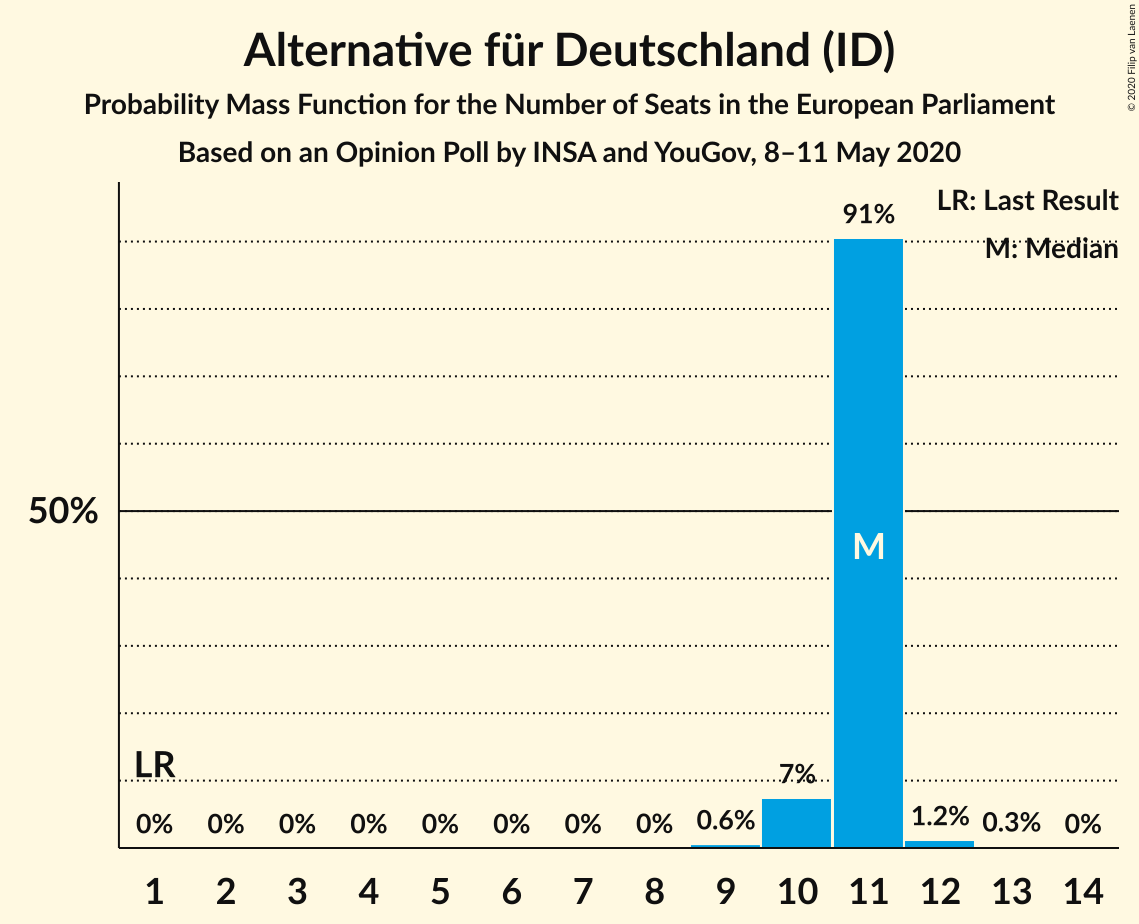 Alternative für Deutschland (ID)
Probability Mass Function for the Number of Seats in the European Parliament
Based on an Opinion Poll by INSA and YouGov, 8–11 May 2020
© 2020 Filip van Laenen
LR: Last Result
M: Median
91%
50%
M
LR
0% 0% 0% 0% 0% 0% 0% 0% 0.6% 7% 1.2% 0.3% 0%
1 2 3 4 5 6 7 8 9 10 11 12 13 14